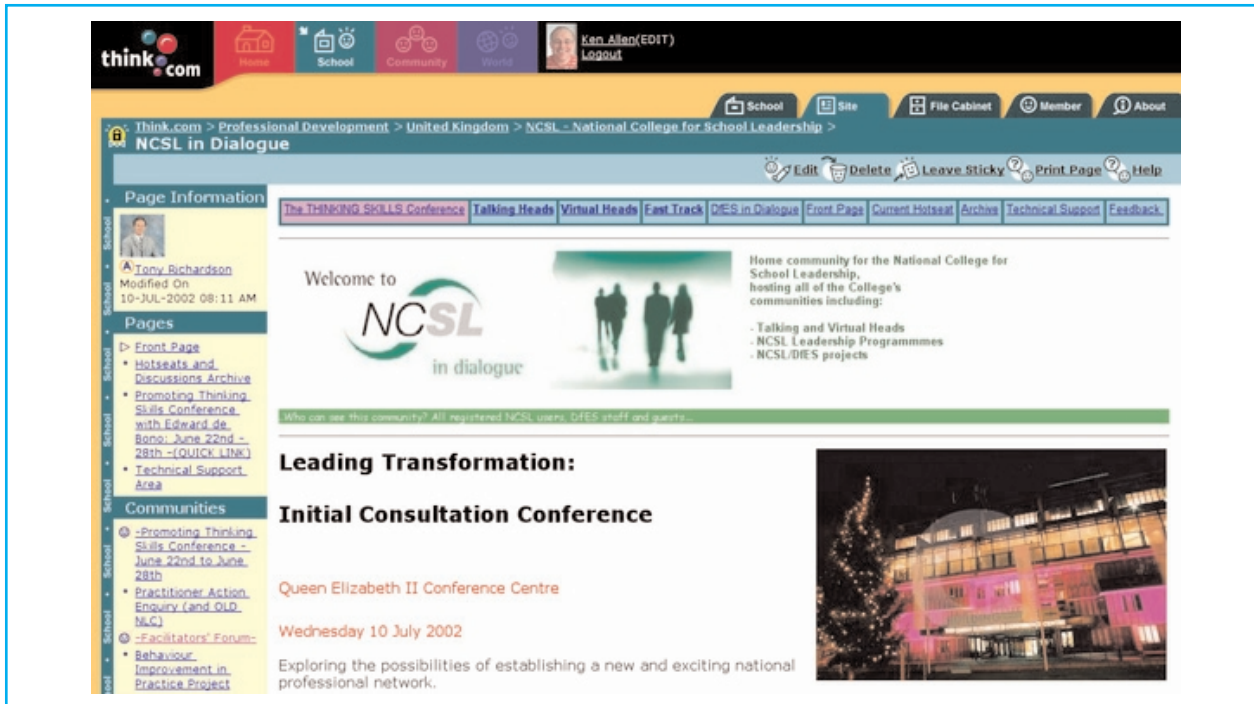 think.com
Home
School
Community
World
Ken Allen(EDIT)
Logout
School
Site
File Cabinet
Member
About
Think.com > Professional Development > United Kingdom > NCSL - National College for School Leadership >
NCSL in Dialogue
Edit
Delete
Leave Sticky
Print Page
Help
Page Information
Tony Richardson
Modified On
10-JUL-2002 08:11 AM
Pages
Front Page
Hotseats and
Discussions Archive
Promoting Thinking
Skills Conference
with Edward de
Bono: June 22nd -
28th -(QUICK LINK)
Technical Support
Area
Communities
-Promoting Thinking
Skills Conference -
June 22nd to June
28th
Practitioner Action
Enquiry (and OLD
NLC)
-Facilitators' Forum-
Behaviour
Improvement in
Practice Project
School · School · School · School · School · School · School · School
The THINKING SKILLS Conference
Talking Heads
Virtual Heads
Fast Track
DfES in Dialogue
Front Page
Current Hotseat
Archive
Technical Support
Feedback
Welcome to
NCSL
in dialogue
Home community for the National College for
School Leadership,
hosting all of the College's
communities including:
- Talking and Virtual Heads
- NCSL Leadership Programmmes
- NCSL/DfES projects
Who can see this community? All registered NCSL users, DfES staff and guests...
Leading Transformation:
Initial Consultation Conference
Queen Elizabeth II Conference Centre
Wednesday 10 July 2002
Exploring the possibilities of establishing a new and exciting national
professional network.